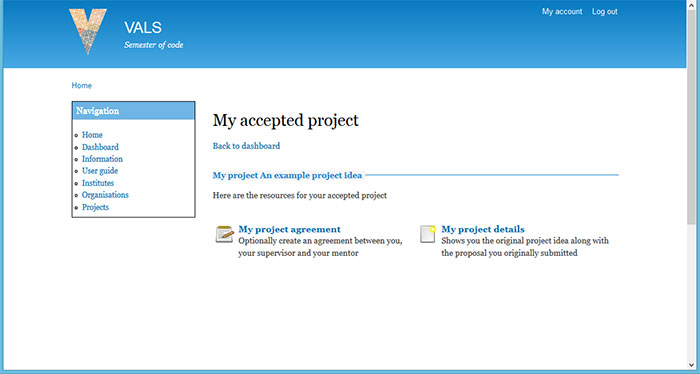 My account Log out
VALS
Semester of code
Home
Navigation
Home
Dashboard
Information
User guide
Institutes
Organisations
Projects
My accepted project
Back to dashboard
My project An example project idea
Here are the resources for your accepted project
My project agreement
Optionally create an agreement between you,
your supervisor and your mentor
My project details
Shows you the original project idea along with
the proposal you originally submitted